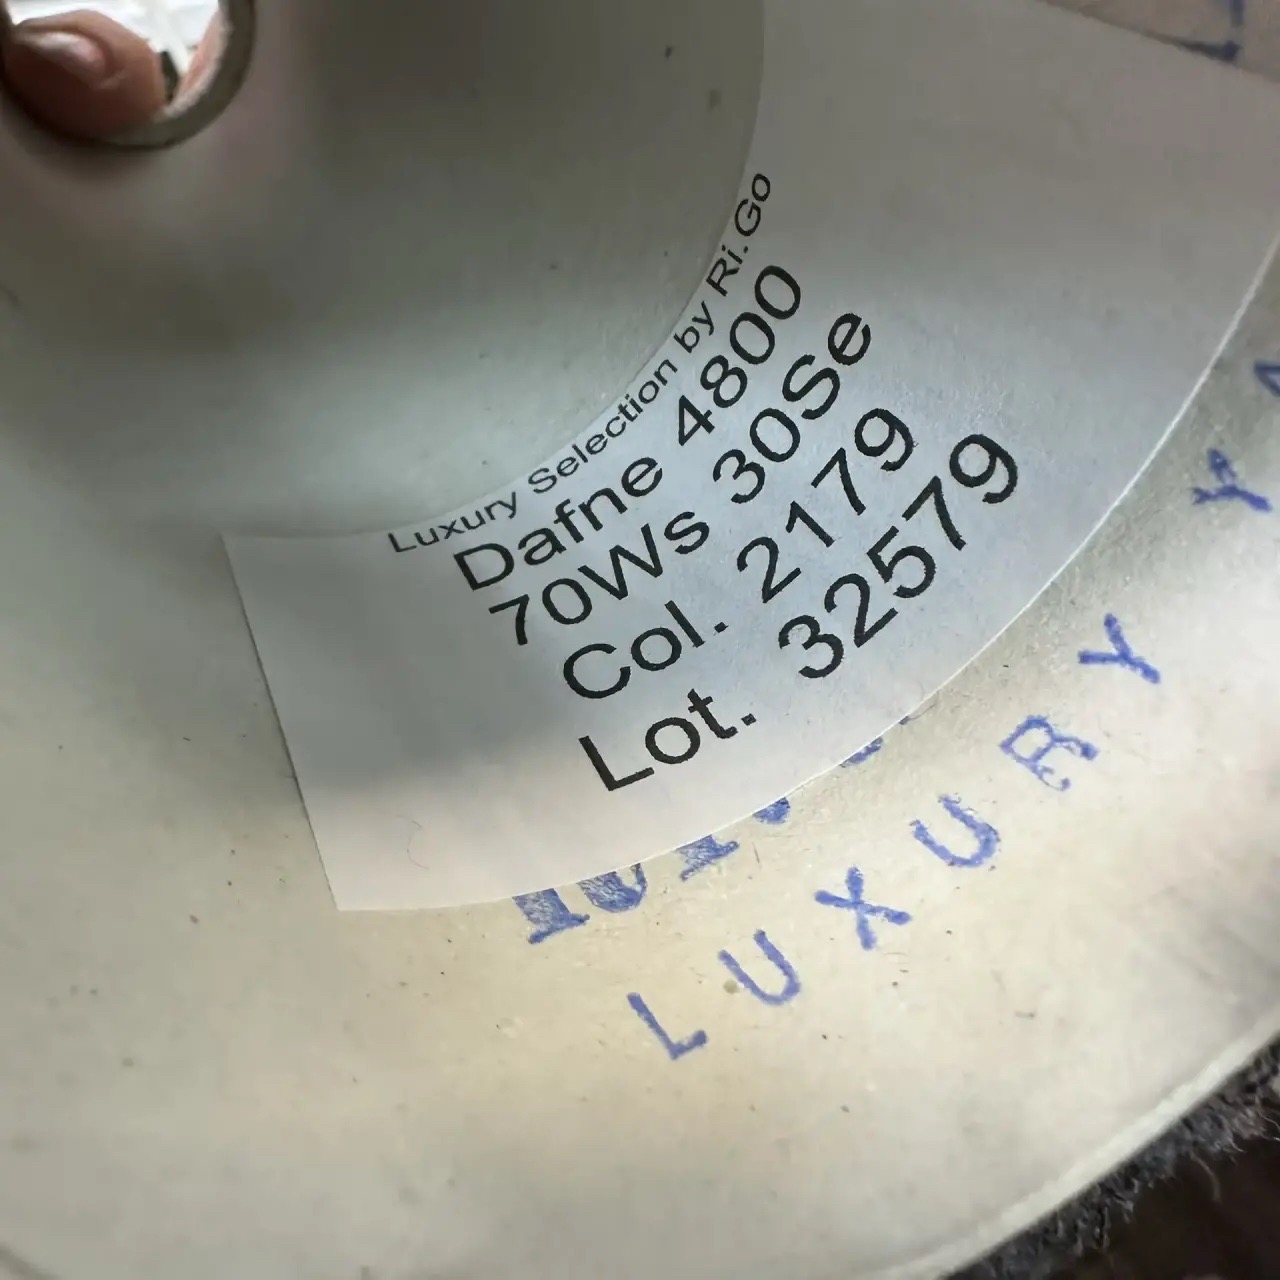 Luxury Selection by Ri.Go
Dafne 4800
70Ws 30Se
Col. 2179
Lot. 32579
LUXURY